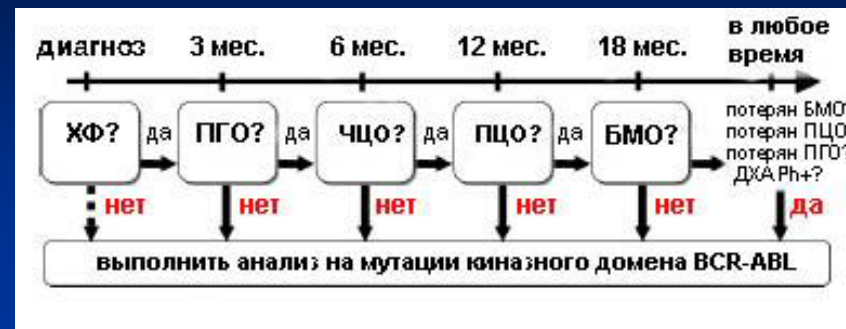 диагноз 3 мес. 6 мес. 12 мес. 18 мес. в любое время
ХФ? да ПГО? да ЧЦО? да ПЦО? да БМО?
потерян БМО?
потерян ПЦО
потерян ПГО?
ДХА Ph+?
нет нет нет нет нет да
выполнить анализ на мутации киназного домена BCR-ABL